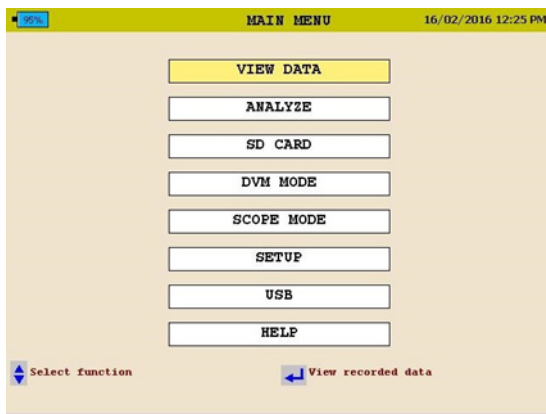 95% MAIN MENU 16/02/2016 12:25 PM
VIEW DATA
ANALYZE
SD CARD
DVM MODE
SCOPE MODE
SETUP
USB
HELP
Select function View recorded data